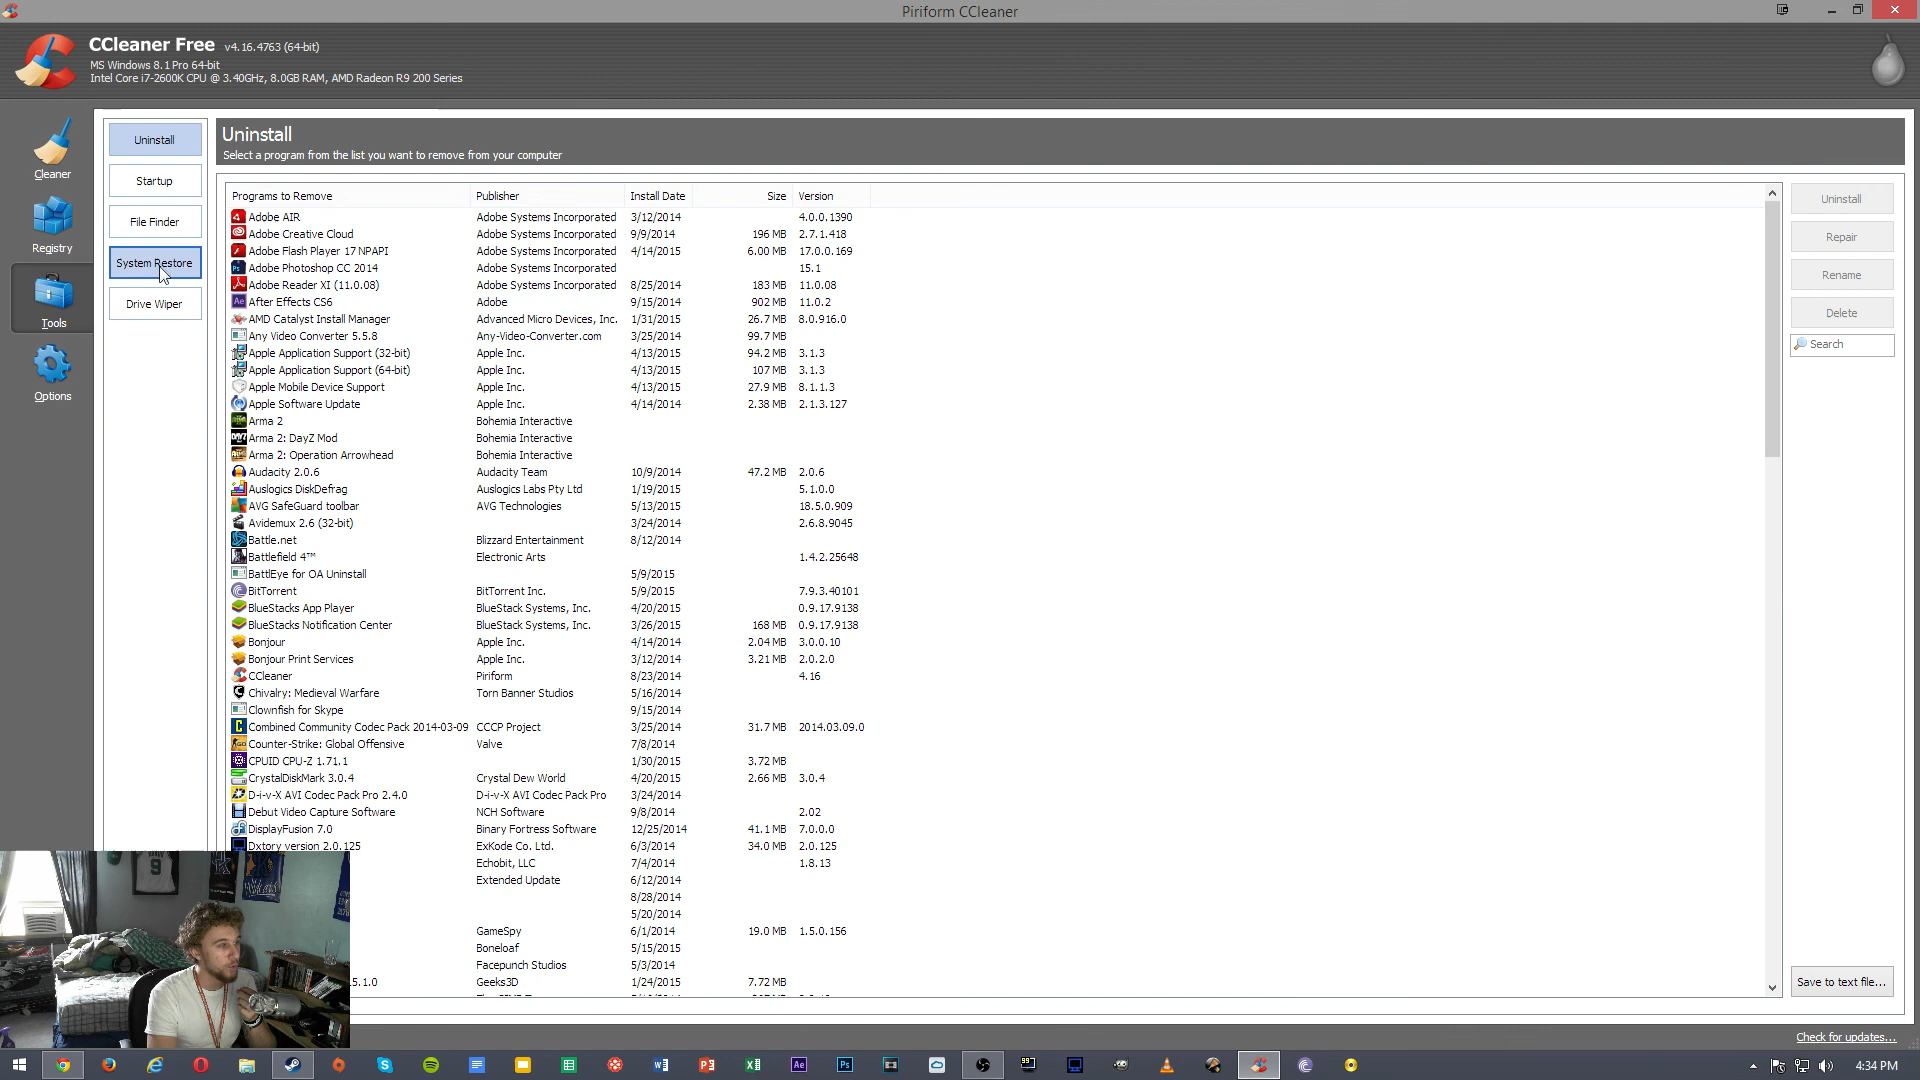 Piriform CCleaner
CCleaner Free v4.16.4763 (64-bit)
MS Windows 8.1 Pro 64-bit
Intel Core i7-2600K CPU @ 3.40GHz, 8.0GB RAM, AMD Radeon R9 200 Series
Cleaner
Registry
Tools
Options
Uninstall
Startup
File Finder
System Restore
Drive Wiper
Uninstall
Select a program from the list you want to remove from your computer
Programs to Remove Publisher Install Date Size Version
Adobe AIR Adobe Systems Incorporated 3/12/2014 4.0.0.1390
Adobe Creative Cloud Adobe Systems Incorporated 9/9/2014 196 MB 2.7.1.418
Adobe Flash Player 17 NPAPI Adobe Systems Incorporated 4/14/2015 6.00 MB 17.0.0.169
Adobe Photoshop CC 2014 Adobe Systems Incorporated 15.1
Adobe Reader XI (11.0.08) Adobe Systems Incorporated 8/25/2014 183 MB 11.0.08
After Effects CS6 Adobe 9/15/2014 902 MB 11.0.2
AMD Catalyst Install Manager Advanced Micro Devices, Inc. 1/31/2015 26.7 MB 8.0.916.0
Any Video Converter 5.5.8 Any-Video-Converter.com 3/25/2014 99.7 MB
Apple Application Support (32-bit) Apple Inc. 4/13/2015 94.2 MB 3.1.3
Apple Application Support (64-bit) Apple Inc. 4/13/2015 107 MB 3.1.3
Apple Mobile Device Support Apple Inc. 4/13/2015 27.9 MB 8.1.1.3
Apple Software Update Apple Inc. 4/14/2014 2.38 MB 2.1.3.127
Arma 2 Bohemia Interactive
Arma 2: DayZ Mod Bohemia Interactive
Arma 2: Operation Arrowhead Bohemia Interactive
Audacity 2.0.6 Audacity Team 10/9/2014 47.2 MB 2.0.6
Auslogics DiskDefrag Auslogics Labs Pty Ltd 1/19/2015 5.1.0.0
AVG SafeGuard toolbar AVG Technologies 5/13/2015 18.5.0.909
Avidemux 2.6 (32-bit) 3/24/2014 2.6.8.9045
Battle.net Blizzard Entertainment 8/12/2014
Battlefield 4™ Electronic Arts 1.4.2.25648
BattlEye for OA Uninstall 5/9/2015
BitTorrent BitTorrent Inc. 5/9/2015 7.9.3.40101
BlueStacks App Player BlueStack Systems, Inc. 4/20/2015 0.9.17.9138
BlueStacks Notification Center BlueStack Systems, Inc. 3/26/2015 168 MB 0.9.17.9138
Bonjour Apple Inc. 4/14/2014 2.04 MB 3.0.0.10
Bonjour Print Services Apple Inc. 3/12/2014 3.21 MB 2.0.2.0
CCleaner Piriform 8/23/2014 4.16
Chivalry: Medieval Warfare Torn Banner Studios 5/16/2014
Clownfish for Skype 9/15/2014
Combined Community Codec Pack 2014-03-09 CCCP Project 3/25/2014 31.7 MB 2014.03.09.0
Counter-Strike: Global Offensive Valve 7/8/2014
CPUID CPU-Z 1.71.1 1/30/2015 3.72 MB
CrystalDiskMark 3.0.4 Crystal Dew World 4/20/2015 2.66 MB 3.0.4
D-i-v-X AVI Codec Pack Pro 2.4.0 D-i-v-X AVI Codec Pack Pro 3/24/2014
Debut Video Capture Software NCH Software 9/8/2014 2.02
DisplayFusion 7.0 Binary Fortress Software 12/25/2014 41.1 MB 7.0.0.0
Dxtory version 2.0.125 ExKode Co. Ltd. 6/3/2014 34.0 MB 2.0.125
Echobit, LLC 7/4/2014 1.8.13
Extended Update 6/12/2014
8/28/2014
5/20/2014
GameSpy 6/1/2014 19.0 MB 1.5.0.156
Boneloaf 5/15/2015
Facepunch Studios 5/3/2014
5.1.0 Geeks3D 1/24/2015 7.72 MB
Uninstall
Repair
Rename
Delete
Search
Save to text file...
Check for updates...
9
4:34 PM